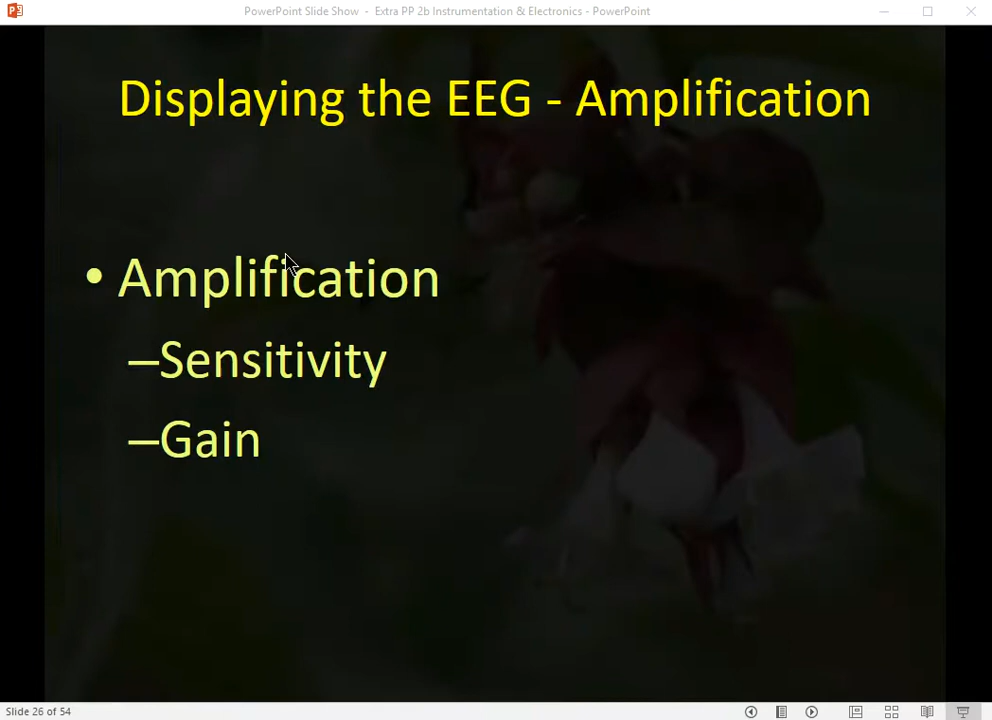 PowerPoint Slide Show - Extra PP 2b Instrumentation & Electronics - PowerPoint
Displaying the EEG - Amplification
• Amplification
–Sensitivity
–Gain
Slide 26 of 54